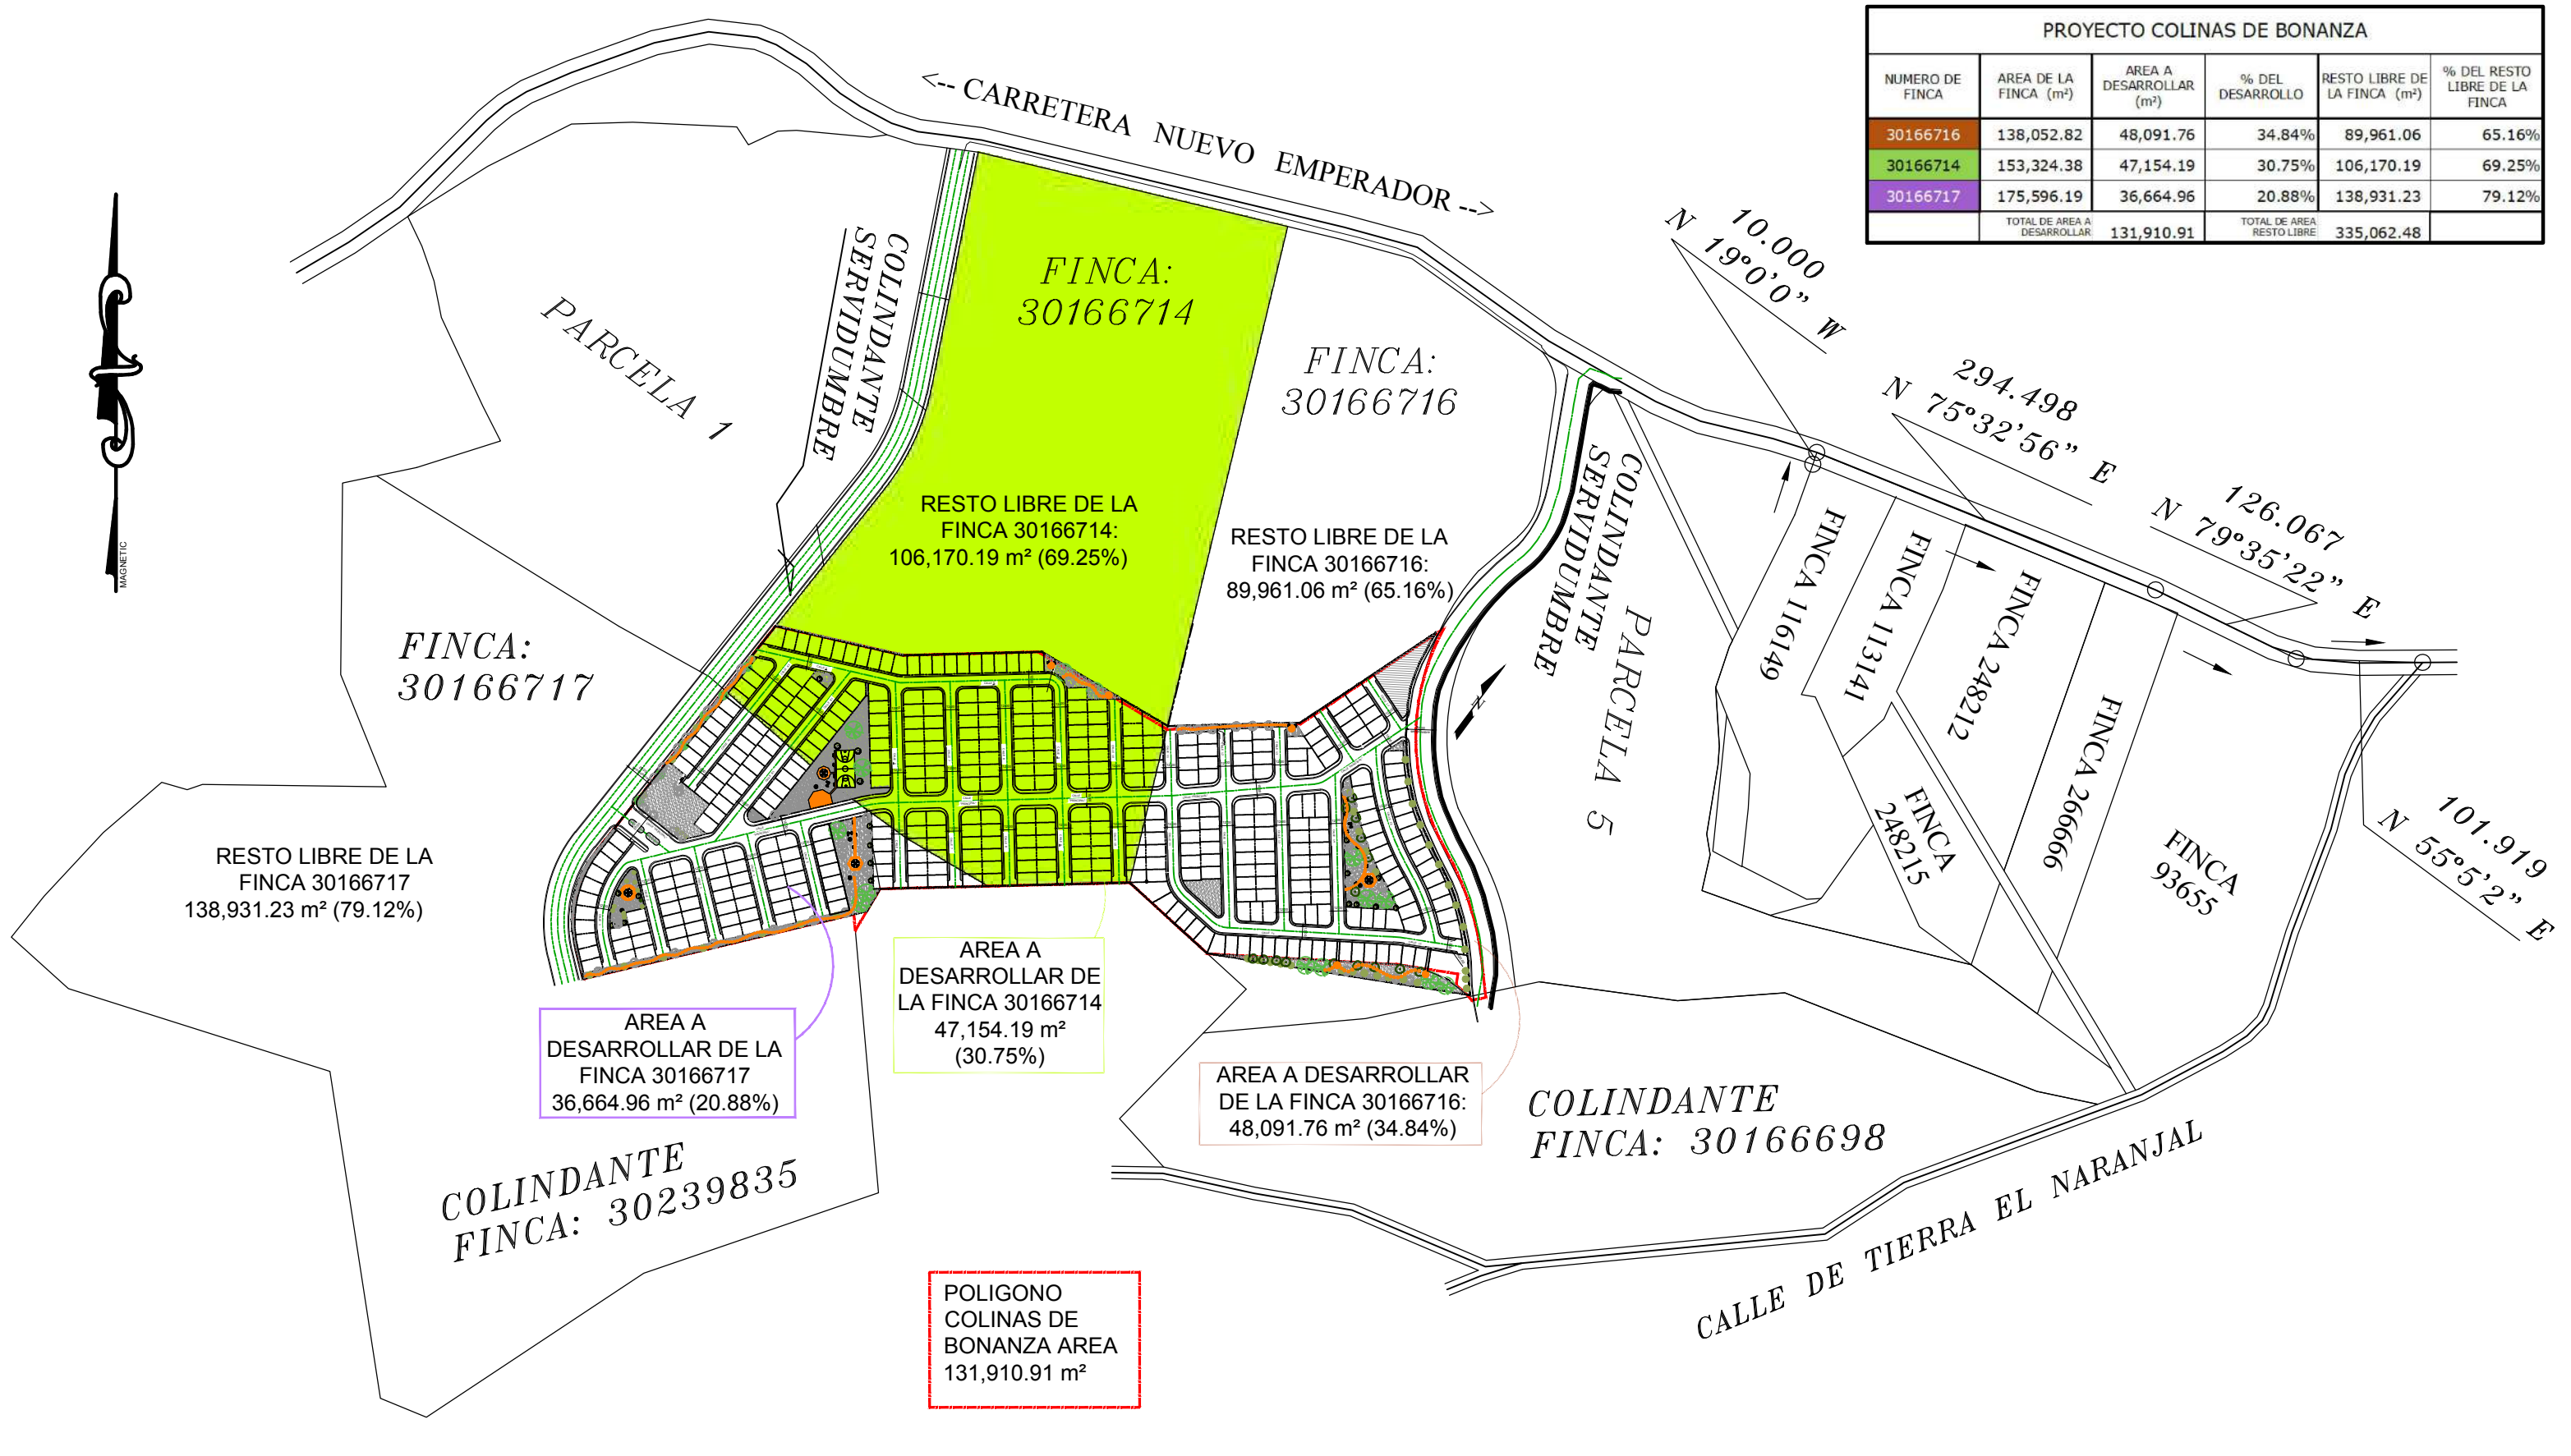 PROYECTO COLINAS DE BONANZA
NUMERO DE FINCA
AREA DE LA FINCA (m²)
AREA A DESARROLLAR (m²)
% DEL DESARROLLO
RESTO LIBRE DE LA FINCA (m²)
% DEL RESTO LIBRE DE LA FINCA
30166716 138,052.82 48,091.76 34.84% 89,961.06 65.16%
30166714 153,324.38 47,154.19 30.75% 106,170.19 69.25%
30166717 175,596.19 36,664.96 20.88% 138,931.23 79.12%
TOTAL DE AREA A DESARROLLAR 131,910.91 TOTAL DE AREA RESTO LIBRE 335,062.48
<-- CARRETERA NUEVO EMPERADOR -->
MAGNETIC
PARCELA 1
COLINDANTE
SERVIDUMBRE
FINCA:
30166714
FINCA:
30166716
10.000
N 19°0'0" W
294.498
N 75°32'56" E
126.067
N 79°35'22" E
101.919
N 55°5'2" E
RESTO LIBRE DE LA
FINCA 30166714:
106,170.19 m² (69.25%)
RESTO LIBRE DE LA
FINCA 30166716:
89,961.06 m² (65.16%)
COLINDANTE
SERVIDUMBRE
PARCELA 5
N
FINCA 116149
FINCA 113141
FINCA 248212
FINCA 266666
FINCA
248215
FINCA
93655
FINCA:
30166717
RESTO LIBRE DE LA
FINCA 30166717
138,931.23 m² (79.12%)
AREA A
DESARROLLAR DE LA
FINCA 30166717
36,664.96 m² (20.88%)
AREA A
DESARROLLAR DE
LA FINCA 30166714
47,154.19 m²
(30.75%)
AREA A DESARROLLAR
DE LA FINCA 30166716:
48,091.76 m² (34.84%)
COLINDANTE
FINCA: 30239835
COLINDANTE
FINCA: 30166698
CALLE DE TIERRA EL NARANJAL
POLIGONO
COLINAS DE
BONANZA AREA
131,910.91 m²